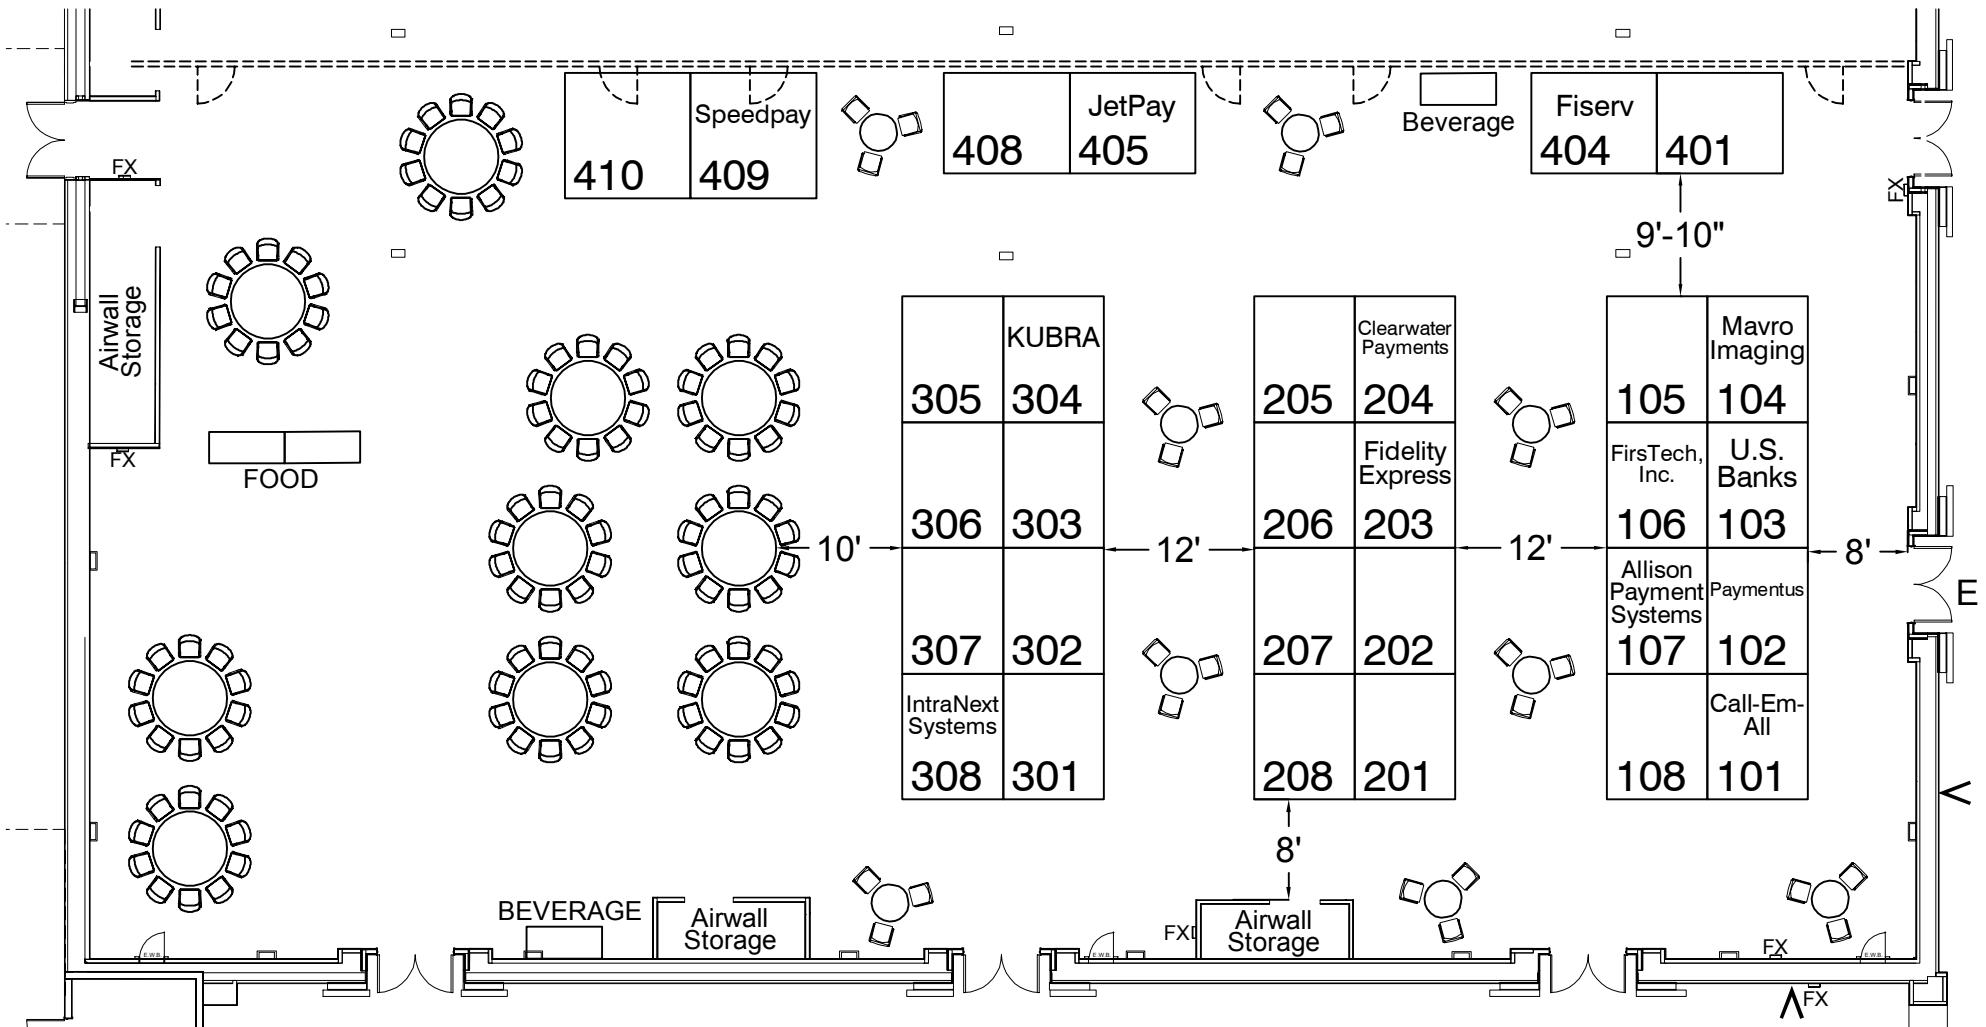 Speedpay
410
409
JetPay
408
405
Beverage
Fiserv
404
401
FX
FX
9'-10"
Airwall
Storage
FX
FOOD
305
KUBRA
304
306
303
307
302
IntraNext
Systems
308
301
10'
12'
205
Clearwater
Payments
204
206
Fidelity
Express
203
207
202
208
201
12'
105
Mavro
Imaging
104
FirsTech,
Inc.
106
U.S.
Banks
103
Allison
Payment
Systems
107
Paymentus
102
108
Call-Em-
All
101
8'
E
8'
BEVERAGE
Airwall
Storage
FX
Airwall
Storage
FX
FX
E.W.B.
E.W.B.
E.W.B.